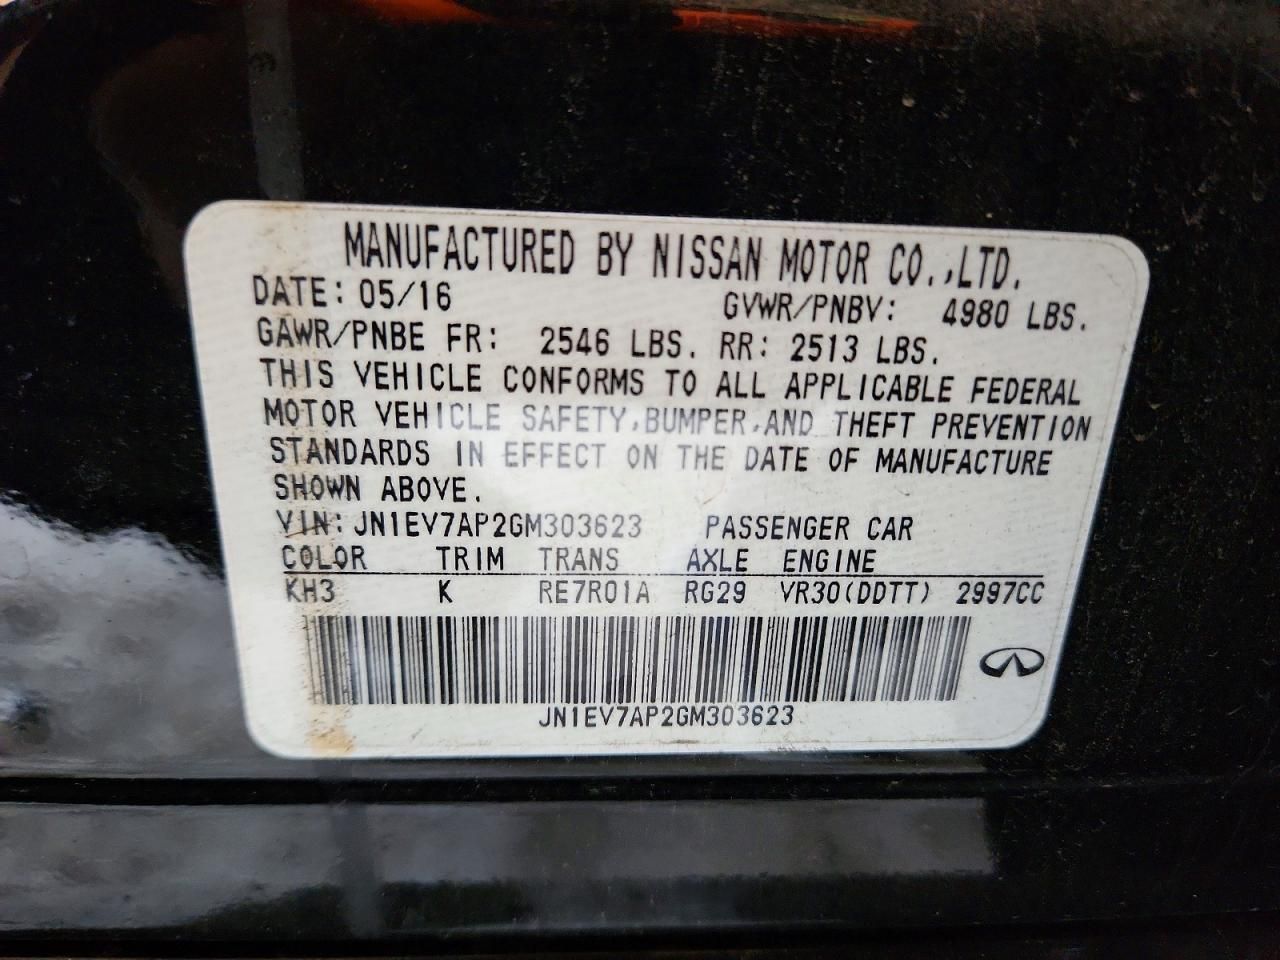 MANUFACTURED BY NISSAN MOTOR CO.,LTD.
DATE: 05/16 GVWR/PNBV: 4980 LBS.
GAWR/PNBE FR: 2546 LBS. RR: 2513 LBS.
THIS VEHICLE CONFORMS TO ALL APPLICABLE FEDERAL
MOTOR VEHICLE SAFETY,BUMPER,AND THEFT PREVENTION
STANDARDS IN EFFECT ON THE DATE OF MANUFACTURE
SHOWN ABOVE.
VIN: JN1EV7AP2GM303623 PASSENGER CAR
COLOR TRIM TRANS AXLE ENGINE
KH3 K RE7R01A RG29 VR30(DDTT) 2997CC
JN1EV7AP2GM303623